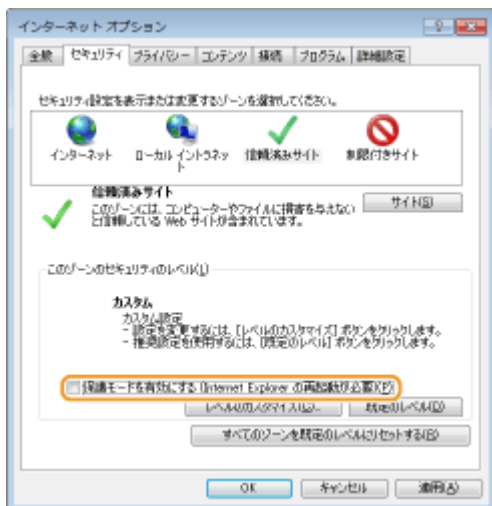 インターネット オプション
全般 セキュリティ プライバシー コンテンツ 接続 プログラム 詳細設定
セキュリティ設定を表示または変更するゾーンを選択してください。
インターネット ローカル イントラネッ
ト 信頼済みサイト 制限付きサイト
信頼済みサイト
サイト(S)
このゾーンには、コンピューターやファイルに損害を与えない
と信頼している Web サイトが含まれています。
このゾーンのセキュリティのレベル(L)
カスタム
カスタム設定
- 設定を変更するには、[レベルのカスタマイズ] ボタンをクリックします。
- 推奨設定を使用するには、[既定のレベル] ボタンをクリックします。
保護モードを有効にする (Internet Explorer の再起動が必要)(P)
レベルのカスタマイズ(C)... 既定のレベル(D)
すべてのゾーンを既定のレベルにリセットする(R)
OK キャンセル 適用(A)